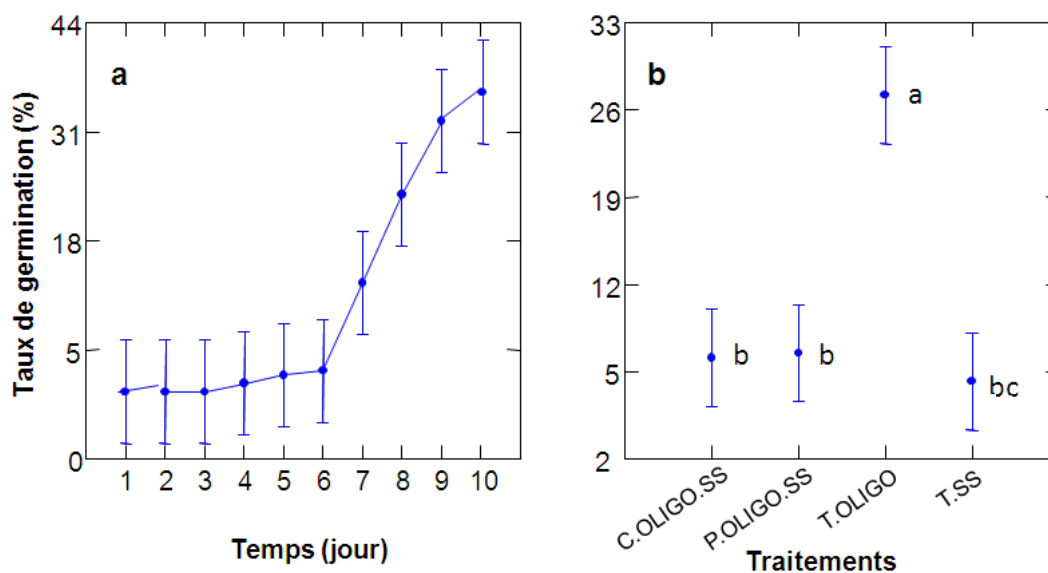 a
Taux de germination (%)
44
31
18
5
0
1 2 3 4 5 6 7 8 9 10
Temps (jour)
b
33
26
19
12
5
2
a
b
b
bc
C.OLIGO.SS
P.OLIGO.SS
T.OLIGO
T.SS
Traitements